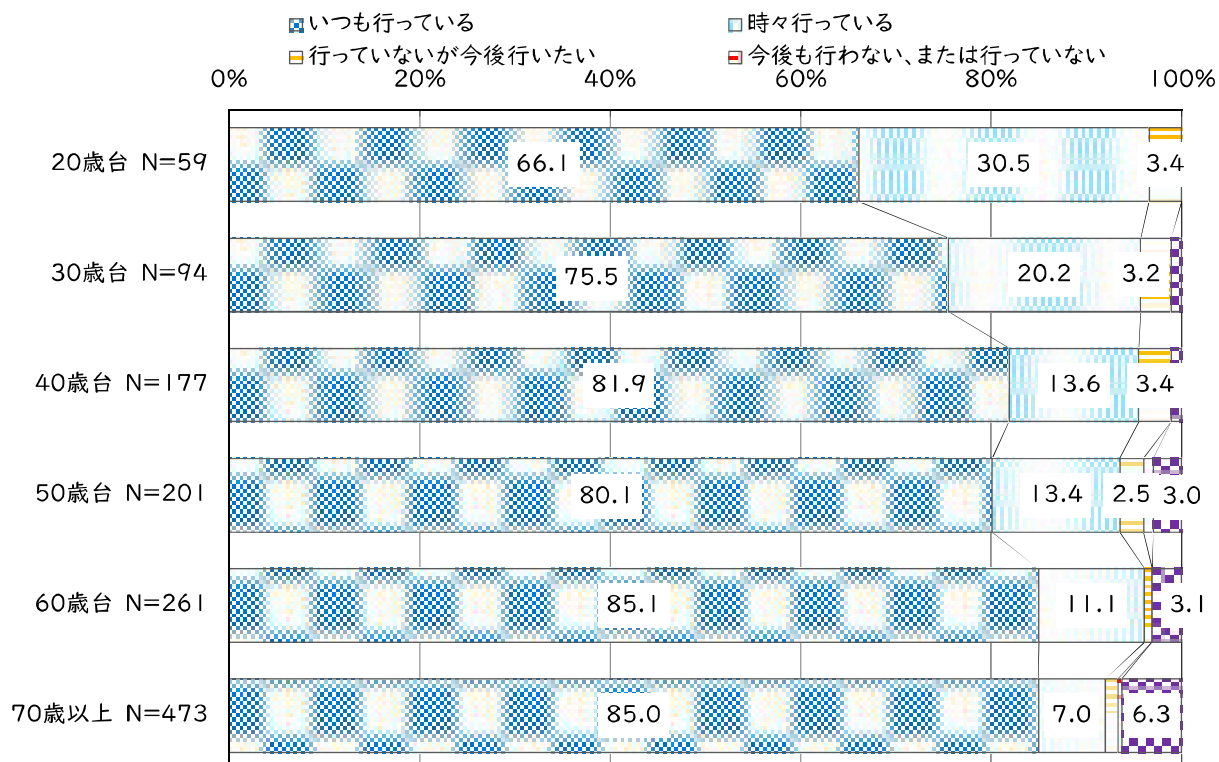 いつも行っている 時々行っている
行っていないが今後行いたい 今後も行わない、または行っていない
0% 20% 40% 60% 80% 100%
20歳台 N=59 66.1 30.5 3.4
30歳台 N=94 75.5 20.2 3.2
40歳台 N=177 81.9 13.6 3.4
50歳台 N=201 80.1 13.4 2.5 3.0
60歳台 N=261 85.1 11.1 3.1
70歳以上 N=473 85.0 7.0 6.3